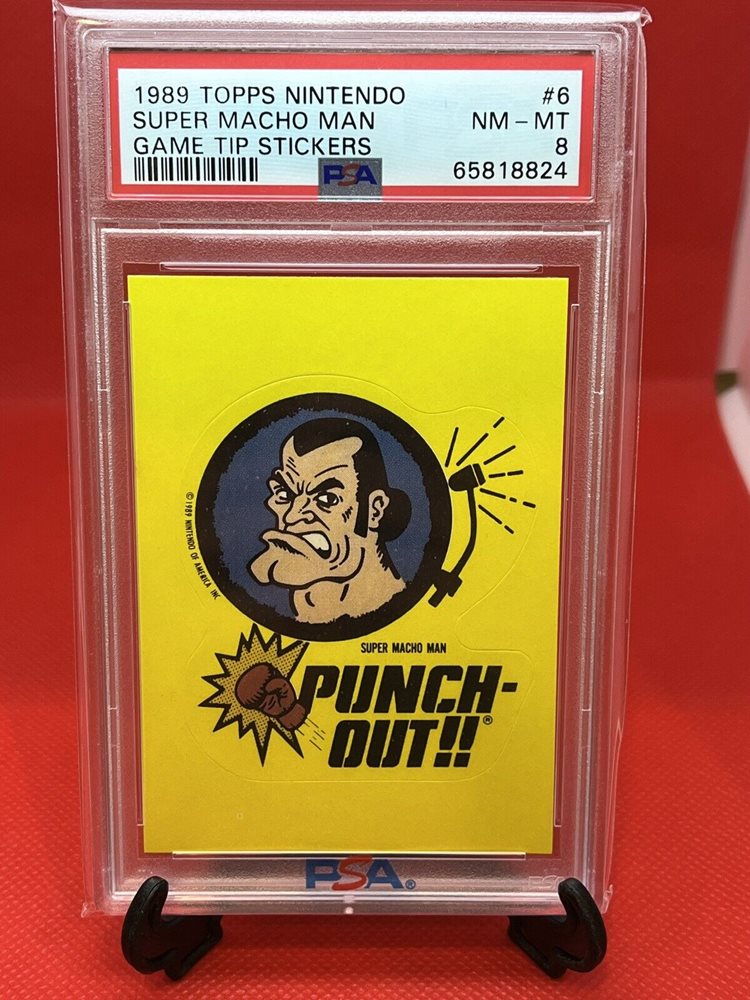 1989 TOPPS NINTENDO #6
SUPER MACHO MAN NM - MT
GAME TIP STICKERS 8
PSA 65818824
© 1989 NINTENDO OF AMERICA INC.
SUPER MACHO MAN
PUNCH-
OUT!!®
PSA®